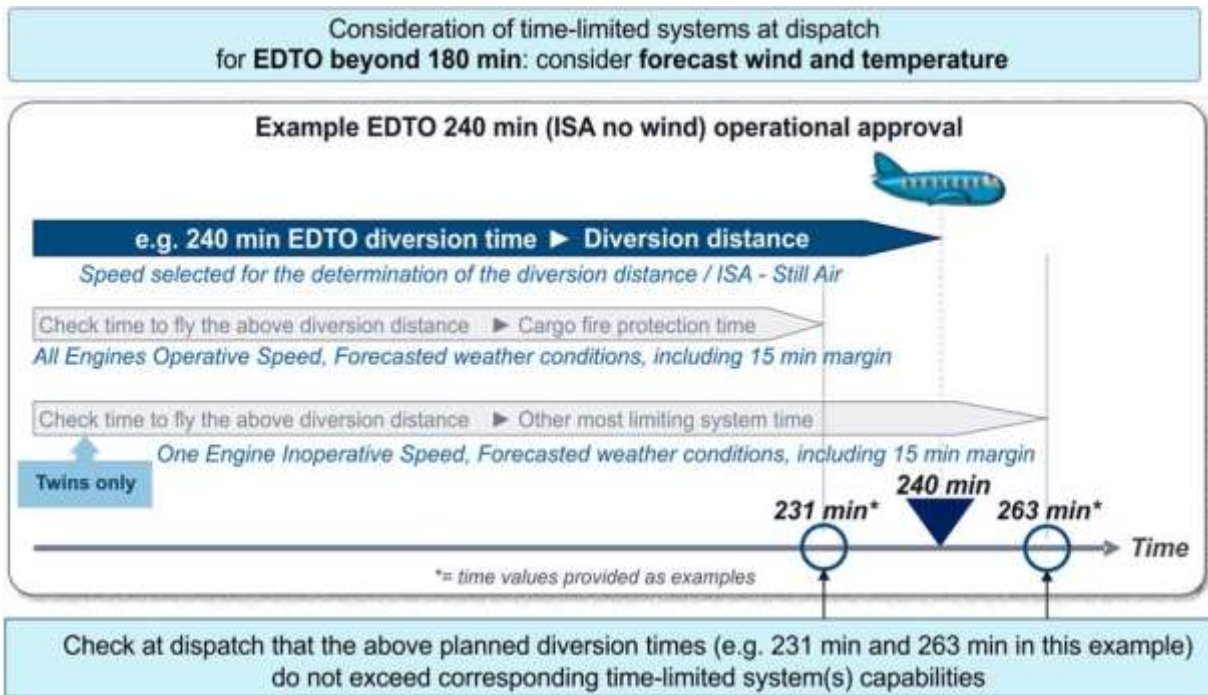 Consideration of time-limited systems at dispatch
for EDTO beyond 180 min: consider forecast wind and temperature
Example EDTO 240 min (ISA no wind) operational approval
e.g. 240 min EDTO diversion time ► Diversion distance
Speed selected for the determination of the diversion distance / ISA - Still Air
Check time to fly the above diversion distance ► Cargo fire protection time
All Engines Operative Speed, Forecasted weather conditions, including 15 min margin
Check time to fly the above diversion distance ► Other most limiting system time
One Engine Inoperative Speed, Forecasted weather conditions, including 15 min margin
Twins only
231 min*
240 min
263 min*
Time
*= time values provided as examples
Check at dispatch that the above planned diversion times (e.g. 231 min and 263 min in this example)
do not exceed corresponding time-limited system(s) capabilities